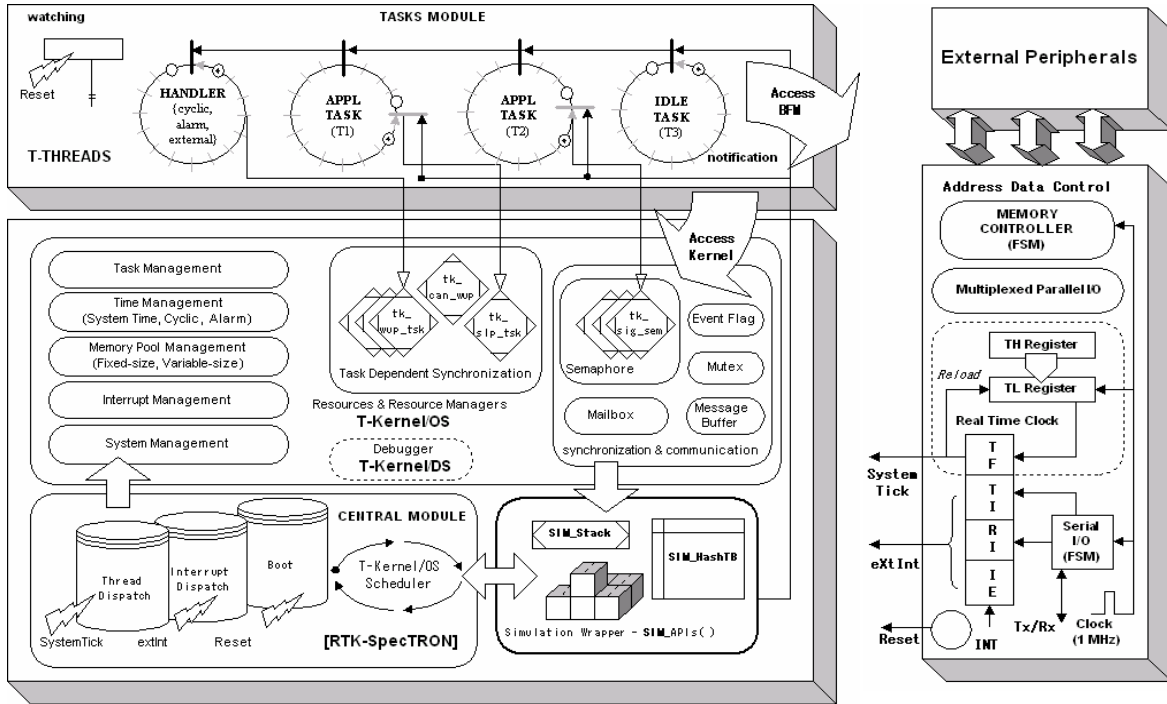 watching
TASKS MODULE
Reset
HANDLER
{cyclic,
alarm,
external}
APPL
TASK
(T1)
APPL
TASK
(T2)
IDLE
TASK
(T3)
T-THREADS
notification
Access
BFM
Access
Kernel
Task Management
Time Management
(System Time, Cyclic, Alarm)
Memory Pool Management
(Fixed-size, Variable-size)
Interrupt Management
System Management
tk_
wup_tsk
tk_
can_wup
tk_
slp_tsk
Task Dependent Synchronization
Resources & Resource Managers
T-Kernel/OS
Debugger
T-Kernel/DS
tk_
sig_sem
Semaphore
Event Flag
Mutex
Mailbox
Message
Buffer
synchronization & communication
CENTRAL MODULE
Thread
Dispatch
Interrupt
Dispatch
Boot
SystemTick
extInt
Reset
T-Kernel/OS
Scheduler
[RTK-SpecTRON]
SIM_Stack
SIM_HashTB
Simulation Wrapper - SIM_APIs()
External Peripherals
Address Data Control
MEMORY
CONTROLLER
(FSM)
Multiplexed Parallel I/O
TH Register
Reload
TL Register
Real Time Clock
TF
TI
RI
IE
System
Tick
eXtInt
Reset
INT
Serial
I/O
(FSM)
Tx/Rx
Clock
(1 MHz)